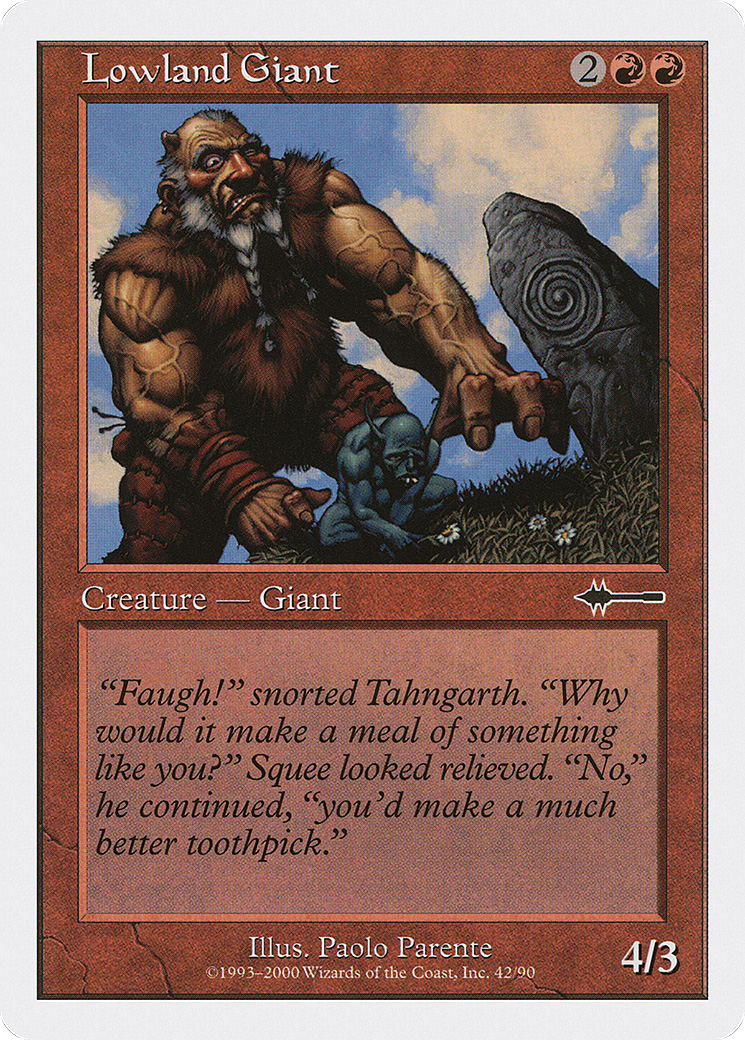 Lowland Giant 2
Creature — Giant
“Faugh!” snorted Tahngarth. “Why
would it make a meal of something
like you?” Squee looked relieved. “No,”
he continued, “you’d make a much
better toothpick.”
Illus. Paolo Parente
©1993–2000 Wizards of the Coast, Inc. 42/90
4/3